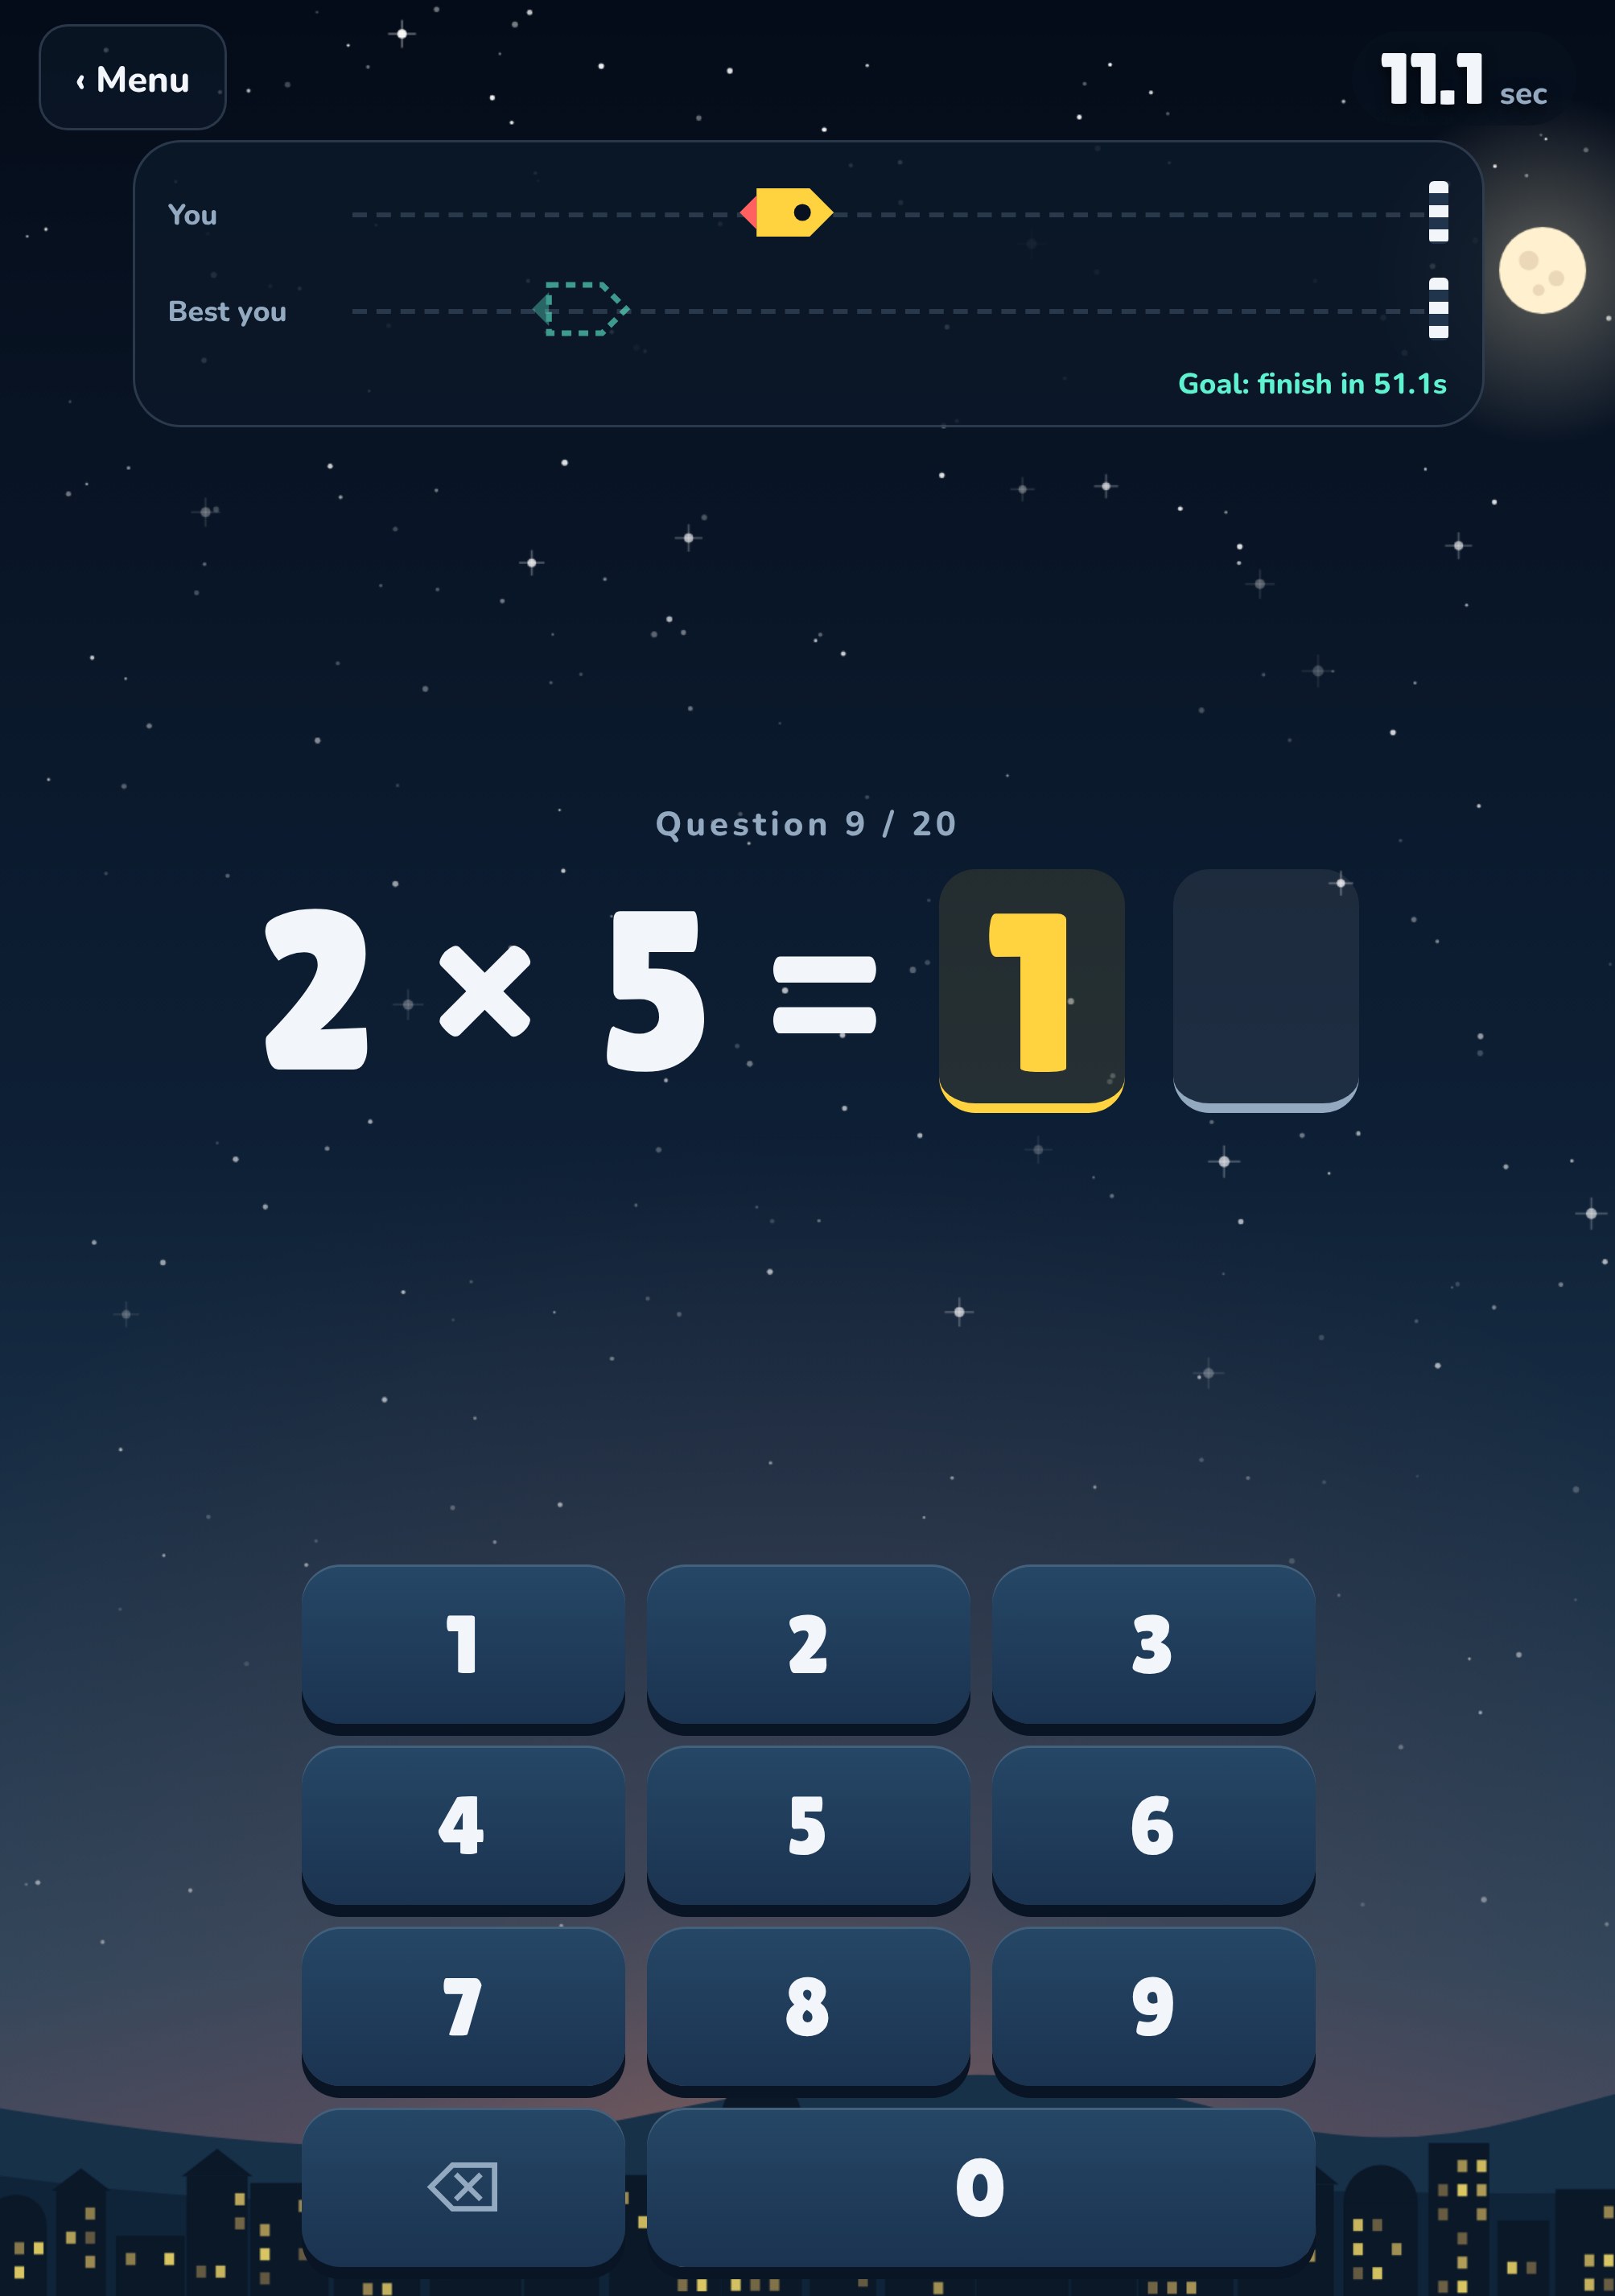 ‹ Menu
11.1 sec
You
Best you
Goal: finish in 51.1s
Question 9 / 20
2 × 5 = 1
1 2 3
4 5 6
7 8 9
0